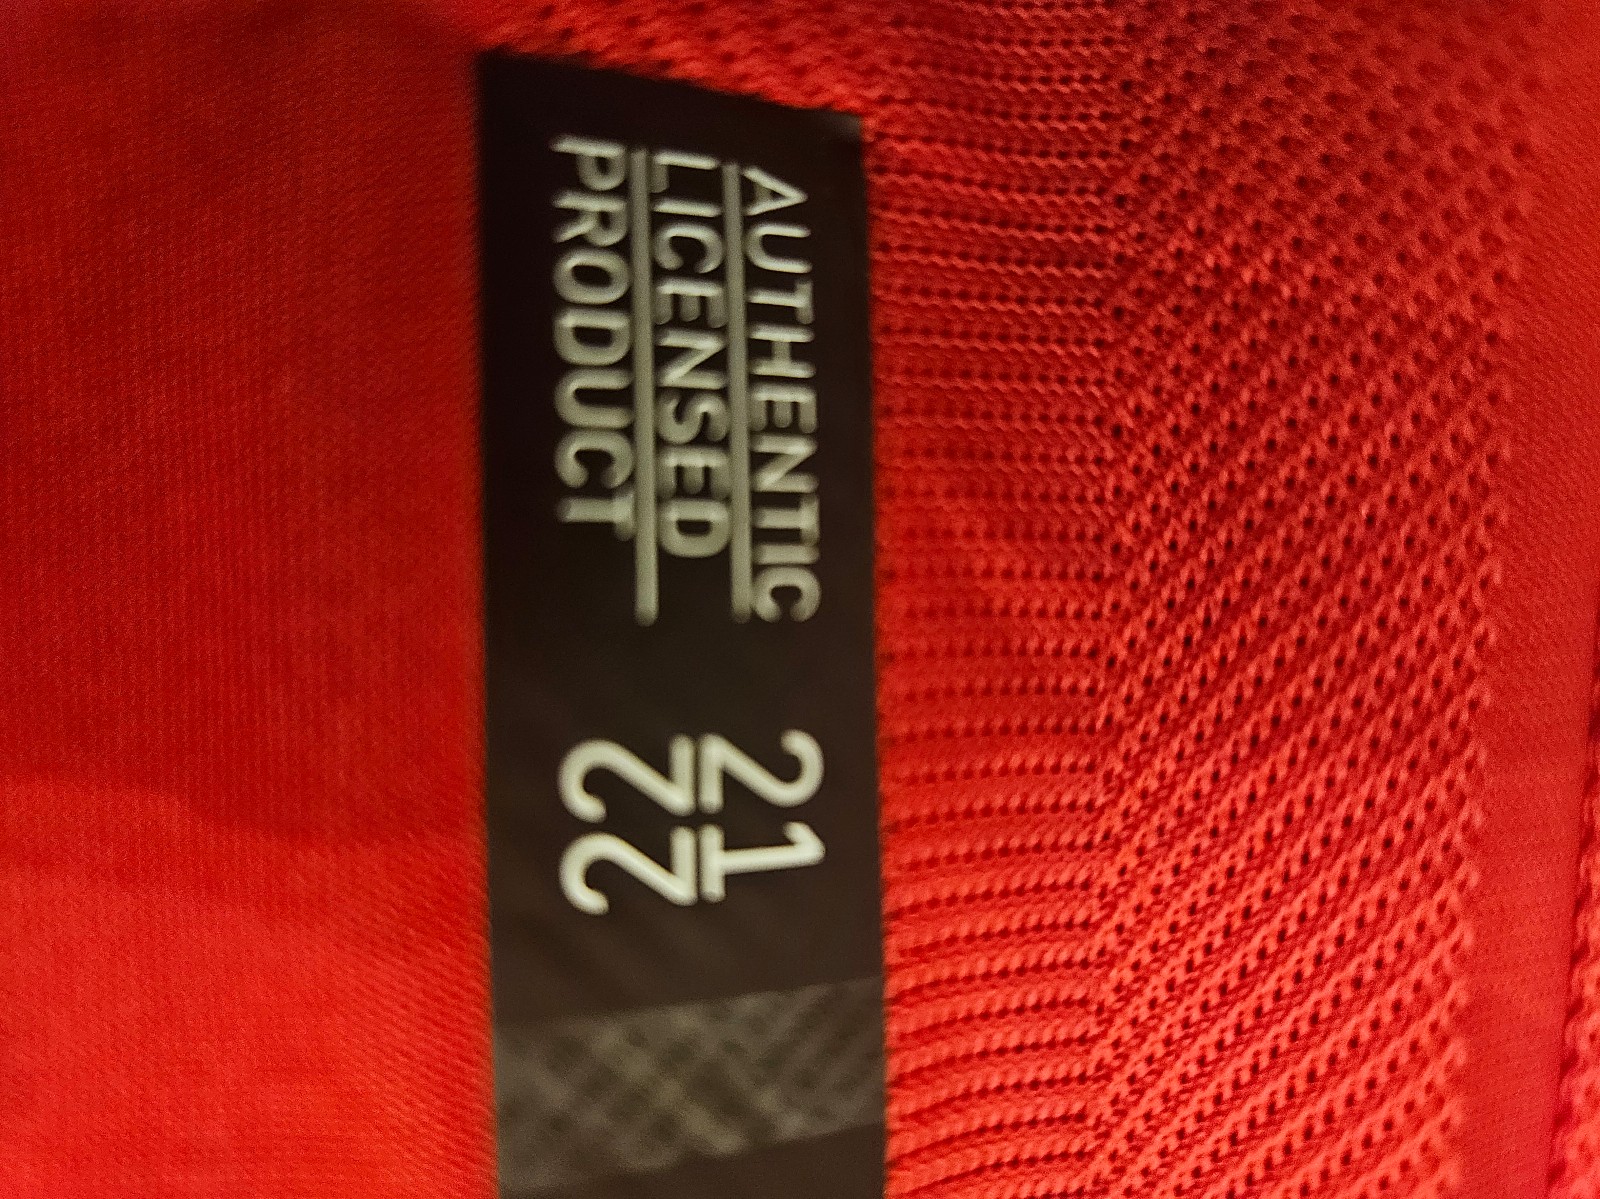 AUTHENTIC
LICENSED
PRODUCT
21
22